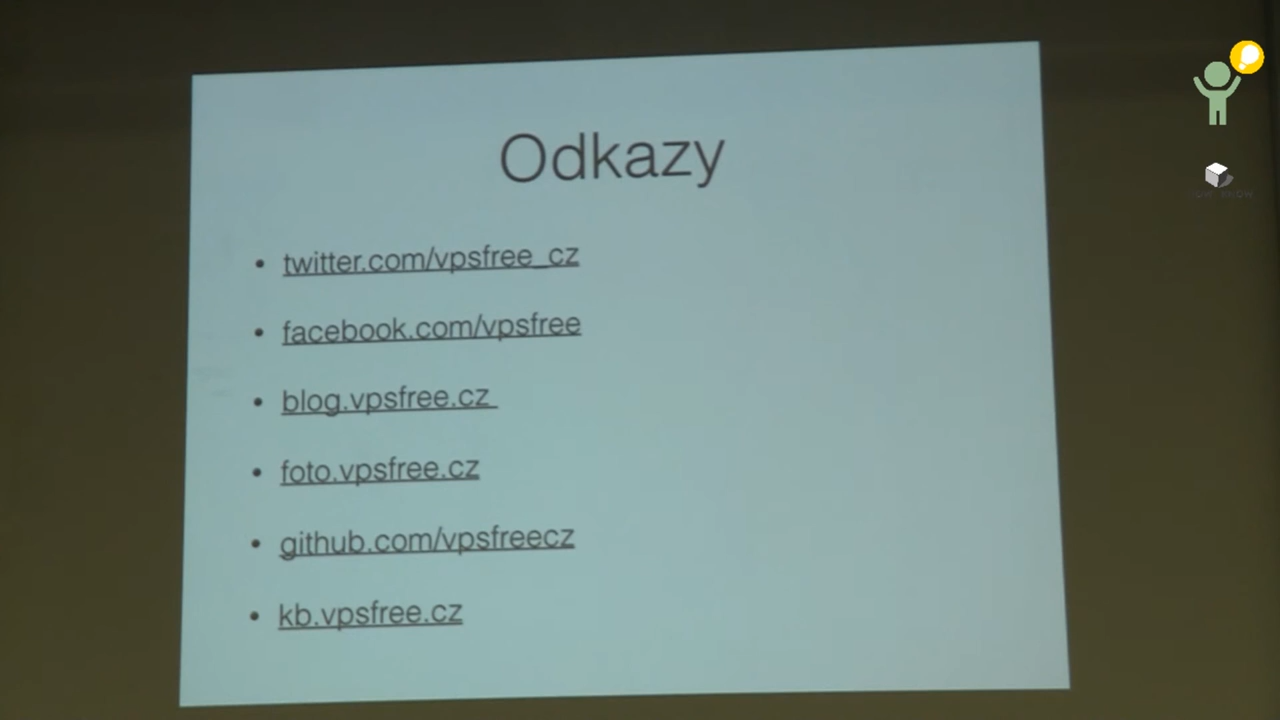 Odkazy
• twitter.com/vpsfree_cz
• facebook.com/vpsfree
• blog.vpsfree.cz
• foto.vpsfree.cz
• github.com/vpsfreecz
• kb.vpsfree.cz